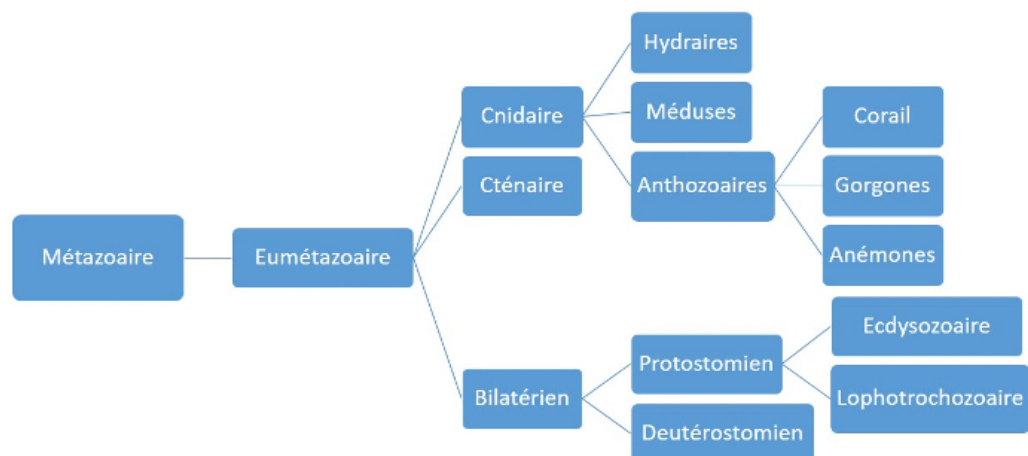 Hydraires
Cnidaire
Méduses
Corail
Cténaire
Anthozoaires
Gorgones
Métazoaire
Eumétazoaire
Anémones
Ecdysozoaire
Protostomien
Bilatérien
Lophotrochozoaire
Deutérostomien